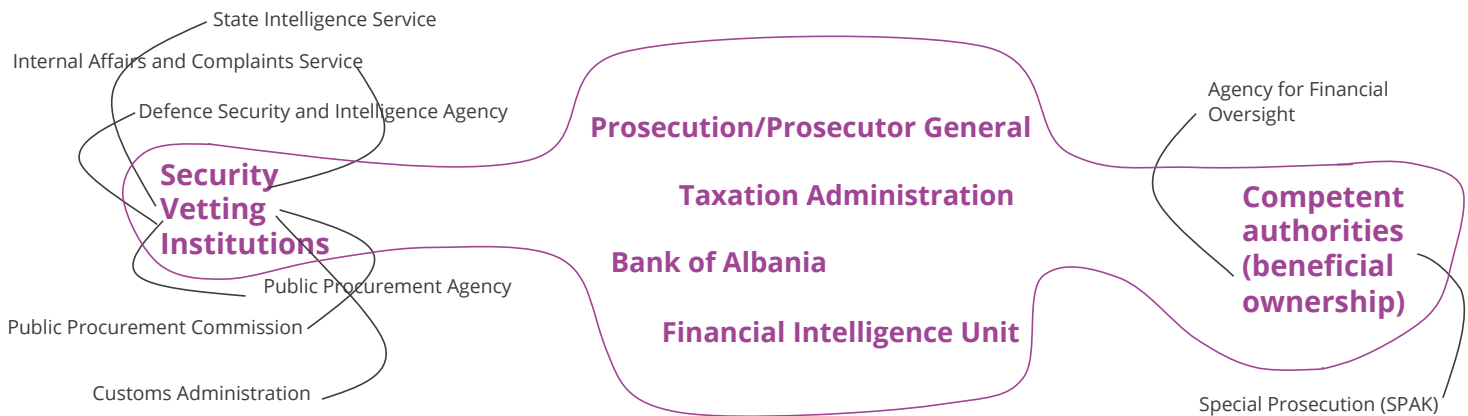 State Intelligence Service
Internal Affairs and Complaints Service
Defence Security and Intelligence Agency
Security
Vetting
Institutions
Public Procurement Agency
Public Procurement Commission
Customs Administration
Prosecution/Prosecutor General
Taxation Administration
Bank of Albania
Financial Intelligence Unit
Agency for Financial
Oversight
Competent
authorities
(beneficial
ownership)
Special Prosecution (SPAK)